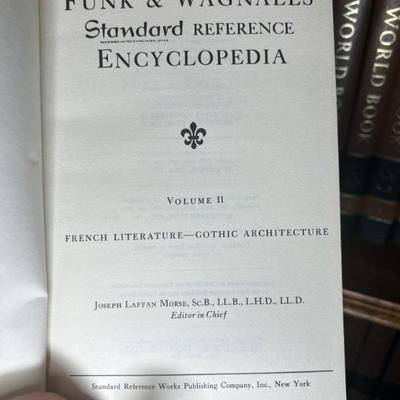 FUNK & WAGNALLS
Standard REFERENCE
ENCYCLOPEDIA
VOLUME 11
FRENCH LITERATURE—GOTHIC ARCHITECTURE
JOSEPH LAFFAN MORSE, SC.B., LL.B., L.H.D., LL.D.
Editor in Chief
Standard Reference Works Publishing Company, Inc., New York
WORLD BOOK
WORLD BOOK